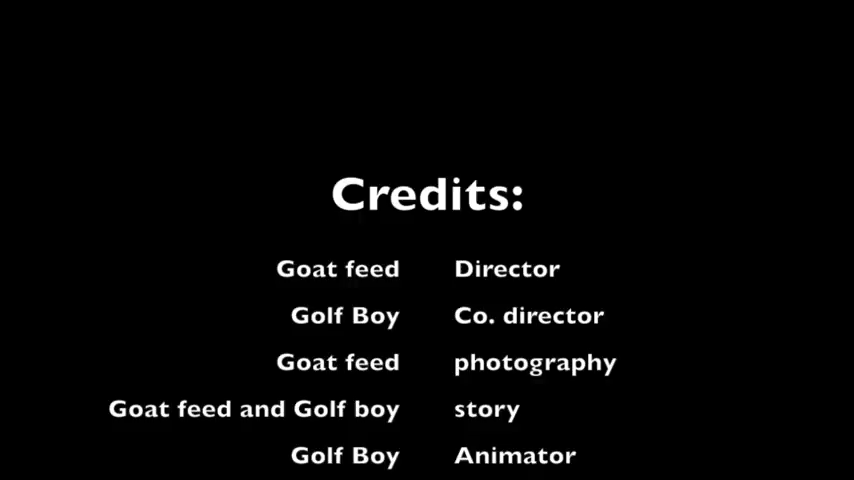 Credits:
Goat feed Director
Golf Boy Co. director
Goat feed photography
Goat feed and Golf boy story
Golf Boy Animator